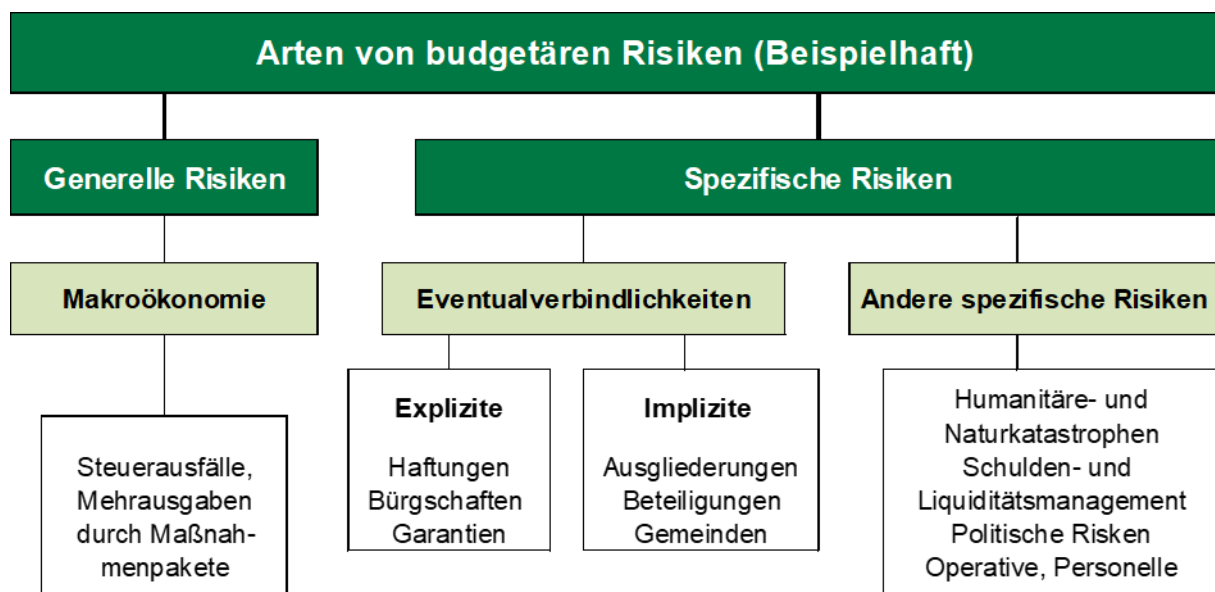 Arten von budgetären Risiken (Beispielhaft)
Generelle Risiken
Spezifische Risiken
Makroökonomie
Eventualverbindlichkeiten
Andere spezifische Risiken
Steuerausfälle,
Mehrausgaben
durch Maßnah-
menpakete
Explizite
Haftungen
Bürgschaften
Garantien
Implizite
Ausgliederungen
Beteiligungen
Gemeinden
Humanitäre- und
Naturkatastrophen
Schulden- und
Liquiditätsmanagement
Politische Risiken
Operative, Personelle